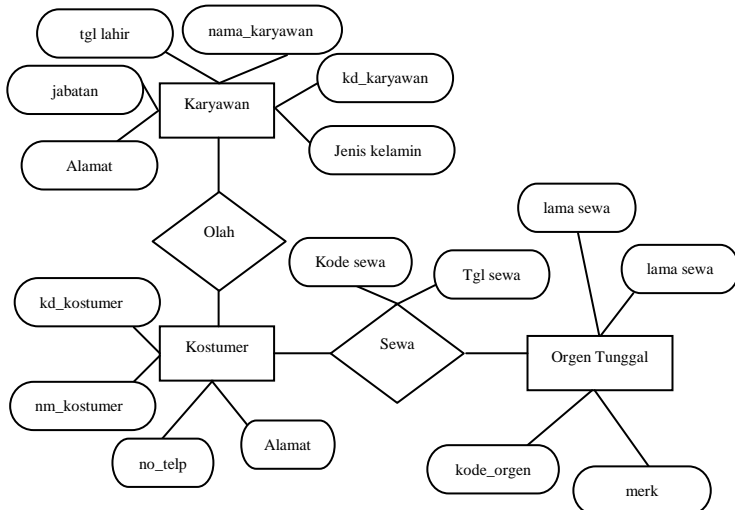 tgl lahir
nama_karyawan
jabatan
Karyawan
kd_karyawan
Alamat
Jenis kelamin
Olah
lama sewa
Kode sewa
Tgl sewa
lama sewa
kd_kostumer
Kostumer
Sewa
Orgen Tunggal
nm_kostumer
no_telp
Alamat
kode_orgen
merk